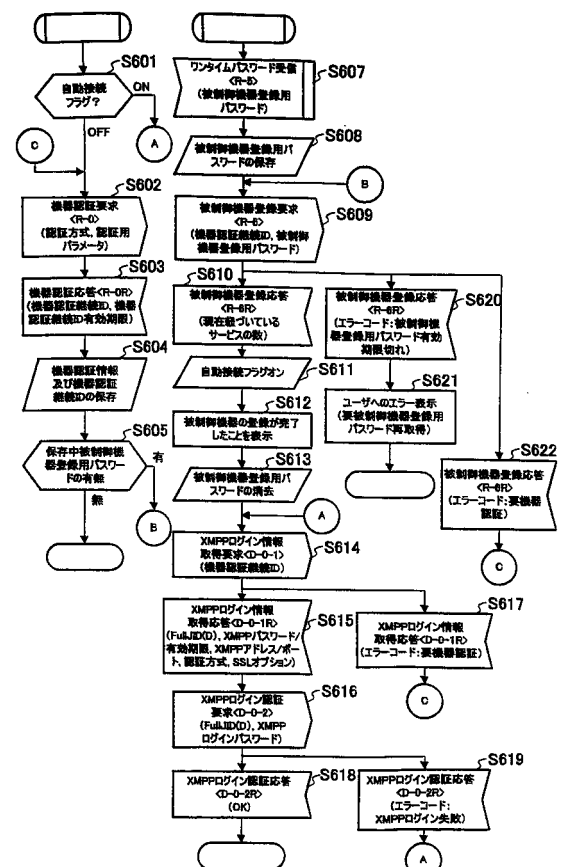 S601
自動接続
フラグ？
ON
A
OFF
C
S602
機器認証要求
<R-0>
(認証方式, 認証用
パラメータ)
S603
機器認証応答<R-0R>
(機器認証継続ID, 機器
認証継続ID有効期限)
S604
機器認証情報
及び機器認証
継続IDの保存
S605
保存中被制御機
器登録用パスワー
ドの有無
有
無
B
S607
ワンタイムパスワード受信
<R-5>
(被制御機器登録用
パスワード)
S608
被制御機器登録用パ
スワードの保存
B
S609
被制御機器登録要求
<R-6>
(機器認証継続ID, 被制御
機器登録用パスワード)
S610
被制御機器登録応答
<R-6R>
(現在紐づいている
サービスの数)
S611
自動接続フラグオン
S612
被制御機器の登録が完了
したことを表示
S613
被制御機器登録用パ
スワードの消去
A
S614
XMPPログイン情報
取得要求<D-0-1>
(機器認証継続ID)
S615
XMPPログイン情報
取得応答<D-0-1R>
(FullJID(D), XMPPパスワード/
有効期限, XMPPアドレス/ポー
ト, 認証方式, SSLオプション)
S616
XMPPログイン認証
要求<D-0-2>
(FullJID(D), XMPP
ログインパスワード)
S618
XMPPログイン認証応答
<D-0-2R>
(OK)
S620
被制御機器登録応答
<R-6R>
(エラーコード:被制御機
器登録用パスワード有効
期限切れ)
S621
ユーザへのエラー表示
(要被制御機器登録用
パスワード再取得)
S622
被制御機器登録応答
<R-6R>
(エラーコード:要機器
認証)
C
S617
XMPPログイン情報
取得応答<D-0-1R>
(エラーコード:要機器認証)
C
S619
XMPPログイン認証応答
<D-0-2R>
(エラーコード:
XMPPログイン失敗)
A